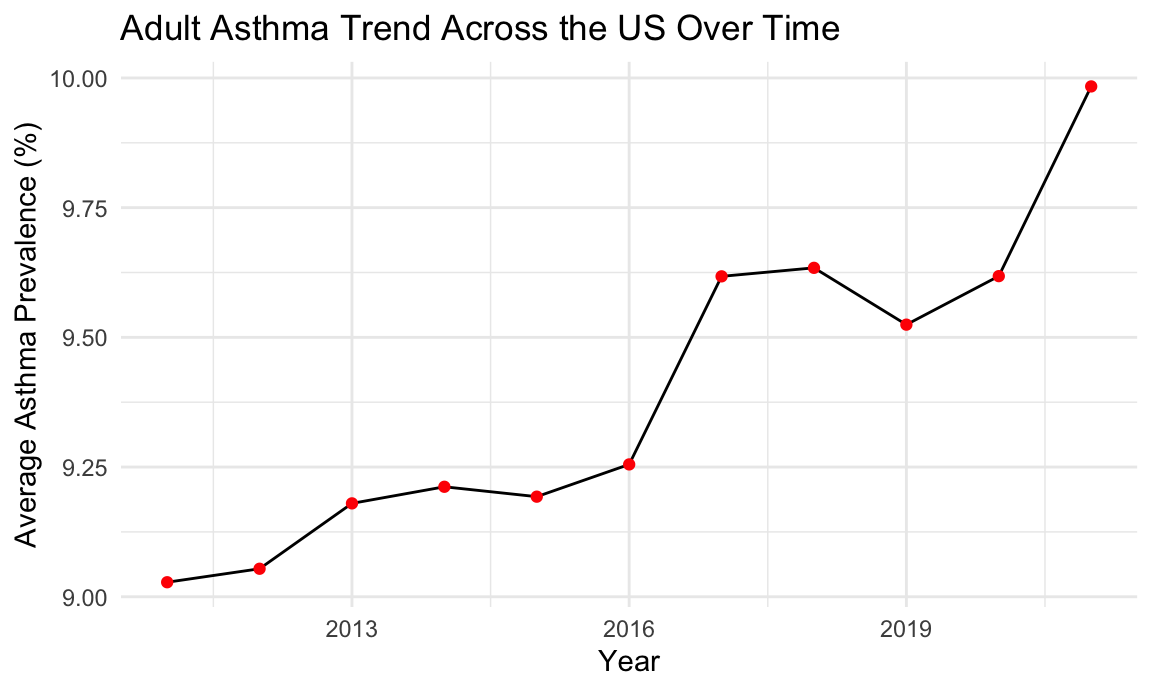 Adult Asthma Trend Across the US Over Time
Average Asthma Prevalence (%)
10.00
9.75
9.50
9.25
9.00
2013 2016 2019
Year